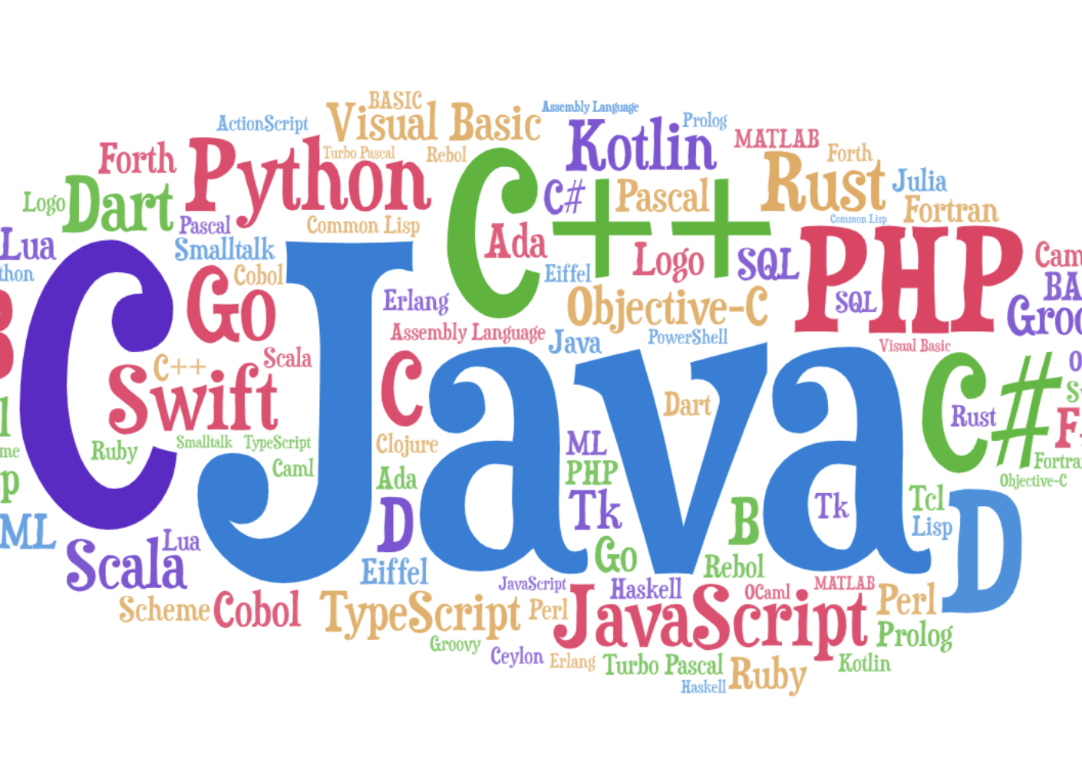 BASIC
Assembly Language
ActionScript
Visual Basic
Prolog
Kotlin
MATLAB
Forth
Python
Turbo Pascal
Rebol
Forth
Rust
Julia
Logo
Dart
C++
C#
Pascal
Fortran
Pascal
Common Lisp
Common Lisp
Lua
Smalltalk
Ada
Logo
SQL
PHP
Cobol
Eiffel
C
Go
Java
Erlang
Objective-C
SQL
Assembly Language
Java
PowerShell
Visual Basic
C++
Scala
Swift
C
C#
Dart
Rust
Ruby
Smalltalk
TypeScript
Clojure
ML
Caml
Ada
PHP
Objective-C
D
Tk
B
Tk
Tcl
Lisp
D
ML
Scala
Lua
Eiffel
Go
Rebol
JavaScript
Haskell
OCaml
MATLAB
Scheme
Cobol
TypeScript
Perl
JavaScript
Perl
Prolog
Groovy
Ceylon
Erlang
Turbo Pascal
Ruby
Kotlin
Haskell